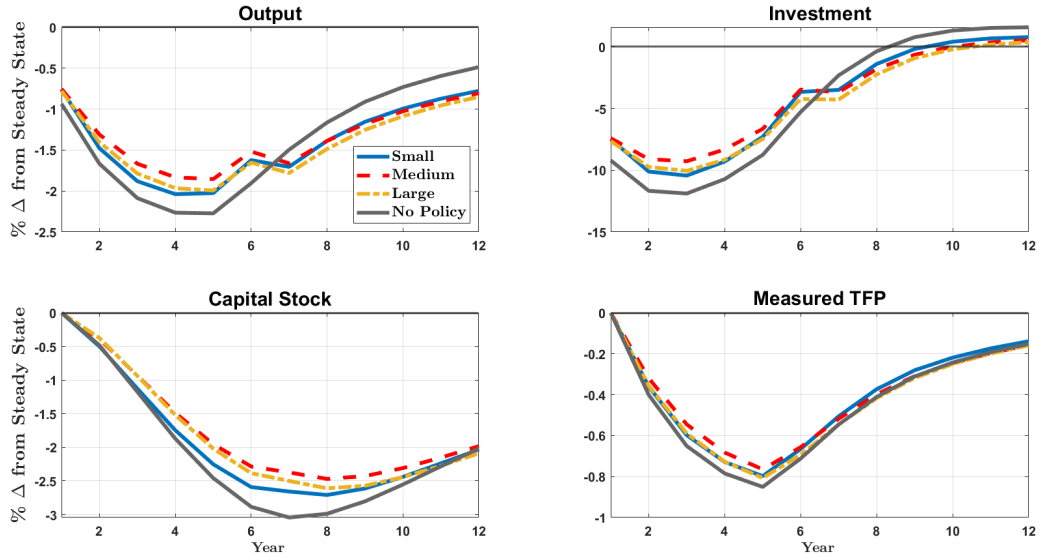 Output
% Δ from Steady State
0
-0.5
-1
-1.5
-2
-2.5
2 4 6 8 10 12
Small
Medium
Large
No Policy
Investment
0
-5
-10
-15
2 4 6 8 10 12
Capital Stock
% Δ from Steady State
0
-0.5
-1
-1.5
-2
-2.5
-3
2 4 6 8 10 12
Year
Measured TFP
0
-0.2
-0.4
-0.6
-0.8
-1
2 4 6 8 10 12
Year